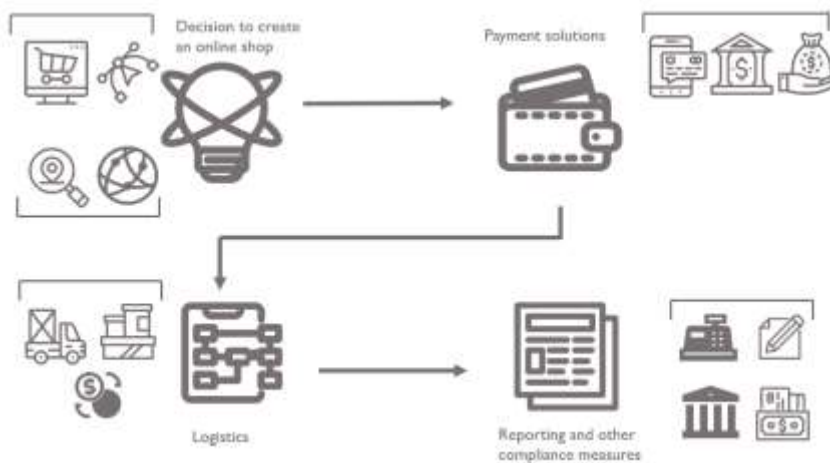 Decision to create
an online shop
Payment solutions
Logistics
Reporting and other
compliance measures